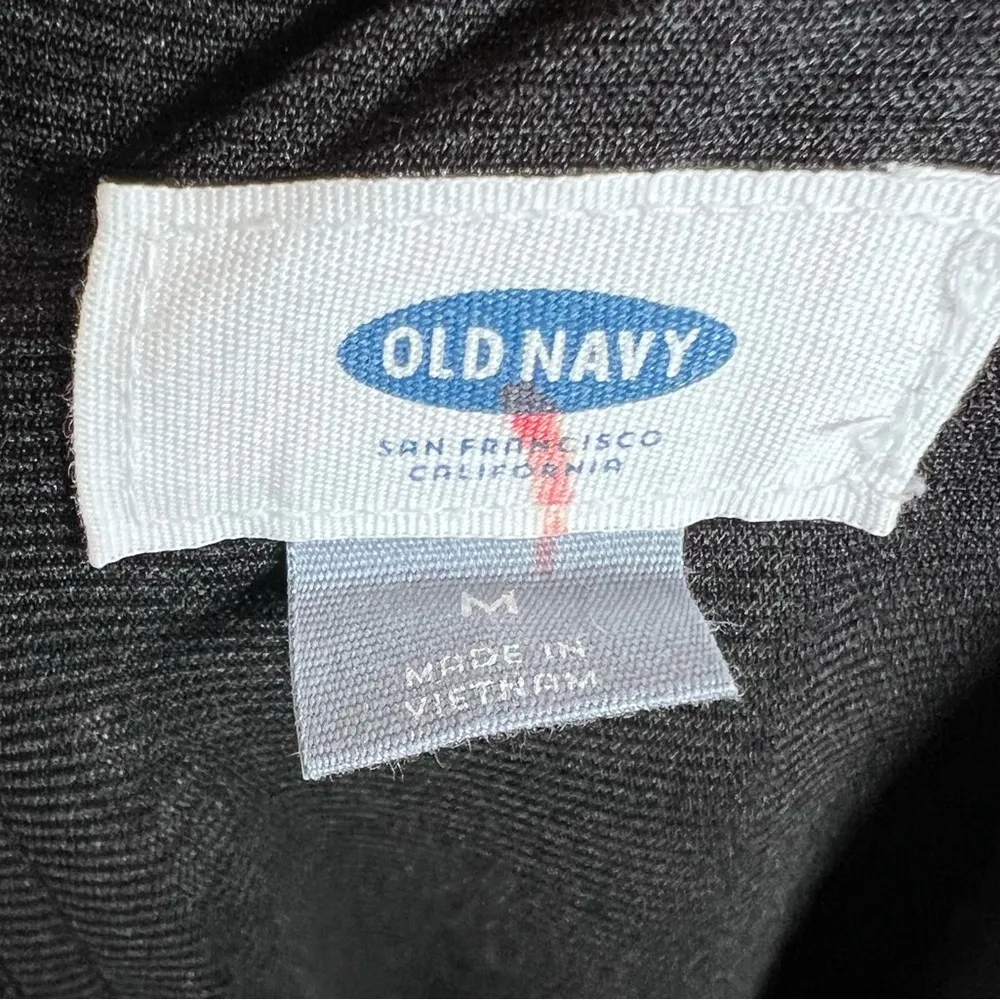 OLD NAVY
SAN FRANCISCO
CALIFORNIA
M
MADE IN
VIETNAM